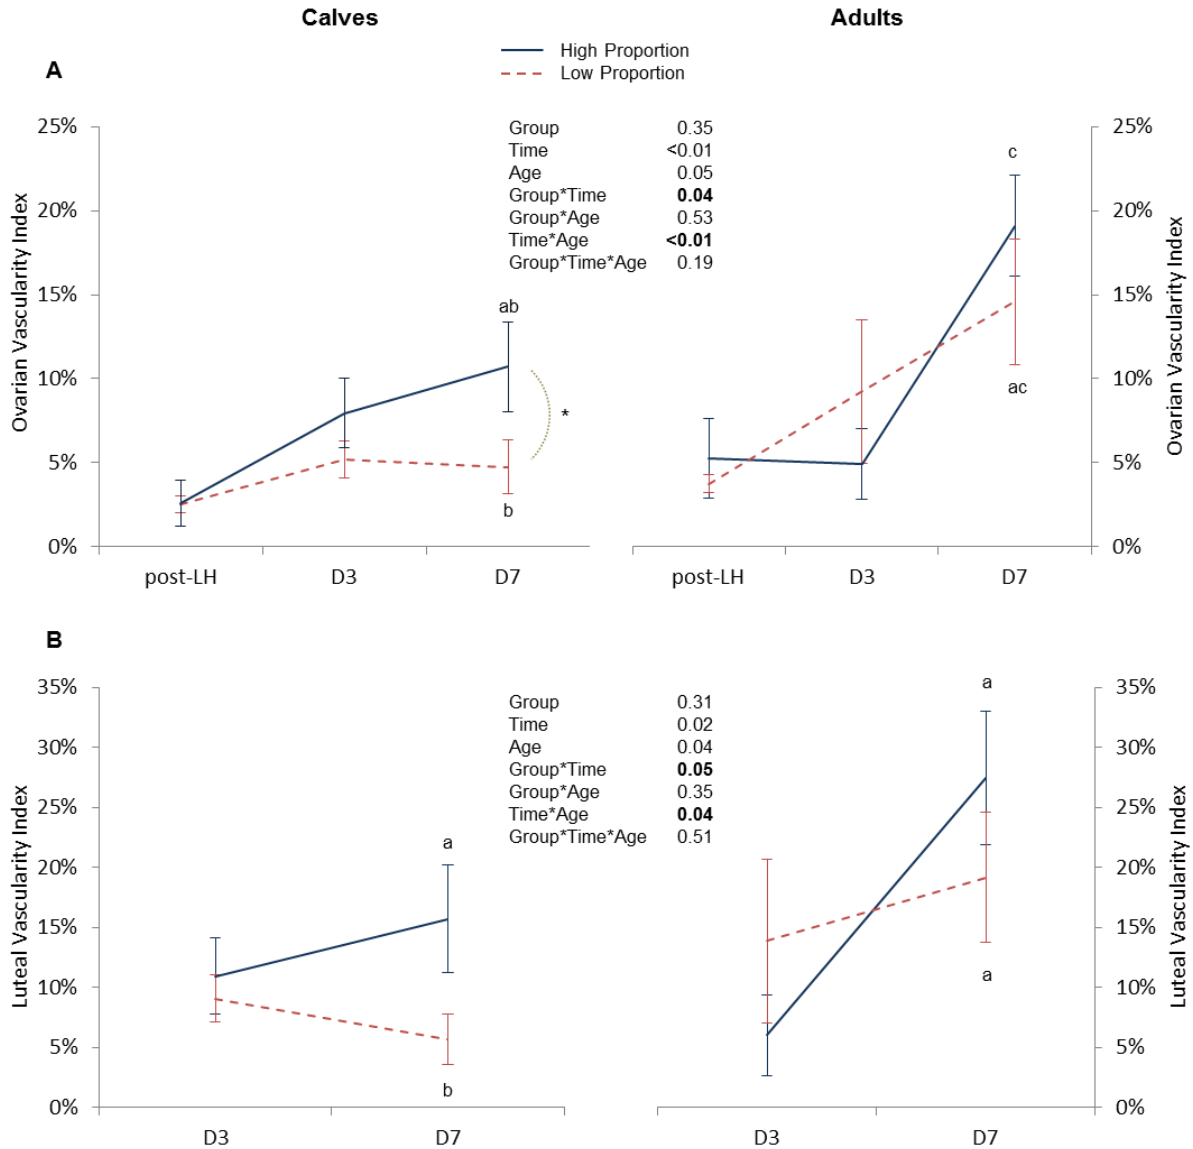 Calves
Adults
High Proportion
Low Proportion
A
Group 0.35
Time <0.01
Age 0.05
Group*Time 0.04
Group*Age 0.53
Time*Age <0.01
Group*Time*Age 0.19
Ovarian Vascularity Index
25%
20%
15%
10%
5%
0%
ab
*
b
post-LH D3 D7
c
ac
post-LH D3 D7
25%
20%
15%
10%
5%
0%
Ovarian Vascularity Index
B
Group 0.31
Time 0.02
Age 0.04
Group*Time 0.05
Group*Age 0.35
Time*Age 0.04
Group*Time*Age 0.51
Luteal Vascularity Index
35%
30%
25%
20%
15%
10%
5%
0%
a
b
D3 D7
a
a
D3 D7
35%
30%
25%
20%
15%
10%
5%
0%
Luteal Vascularity Index